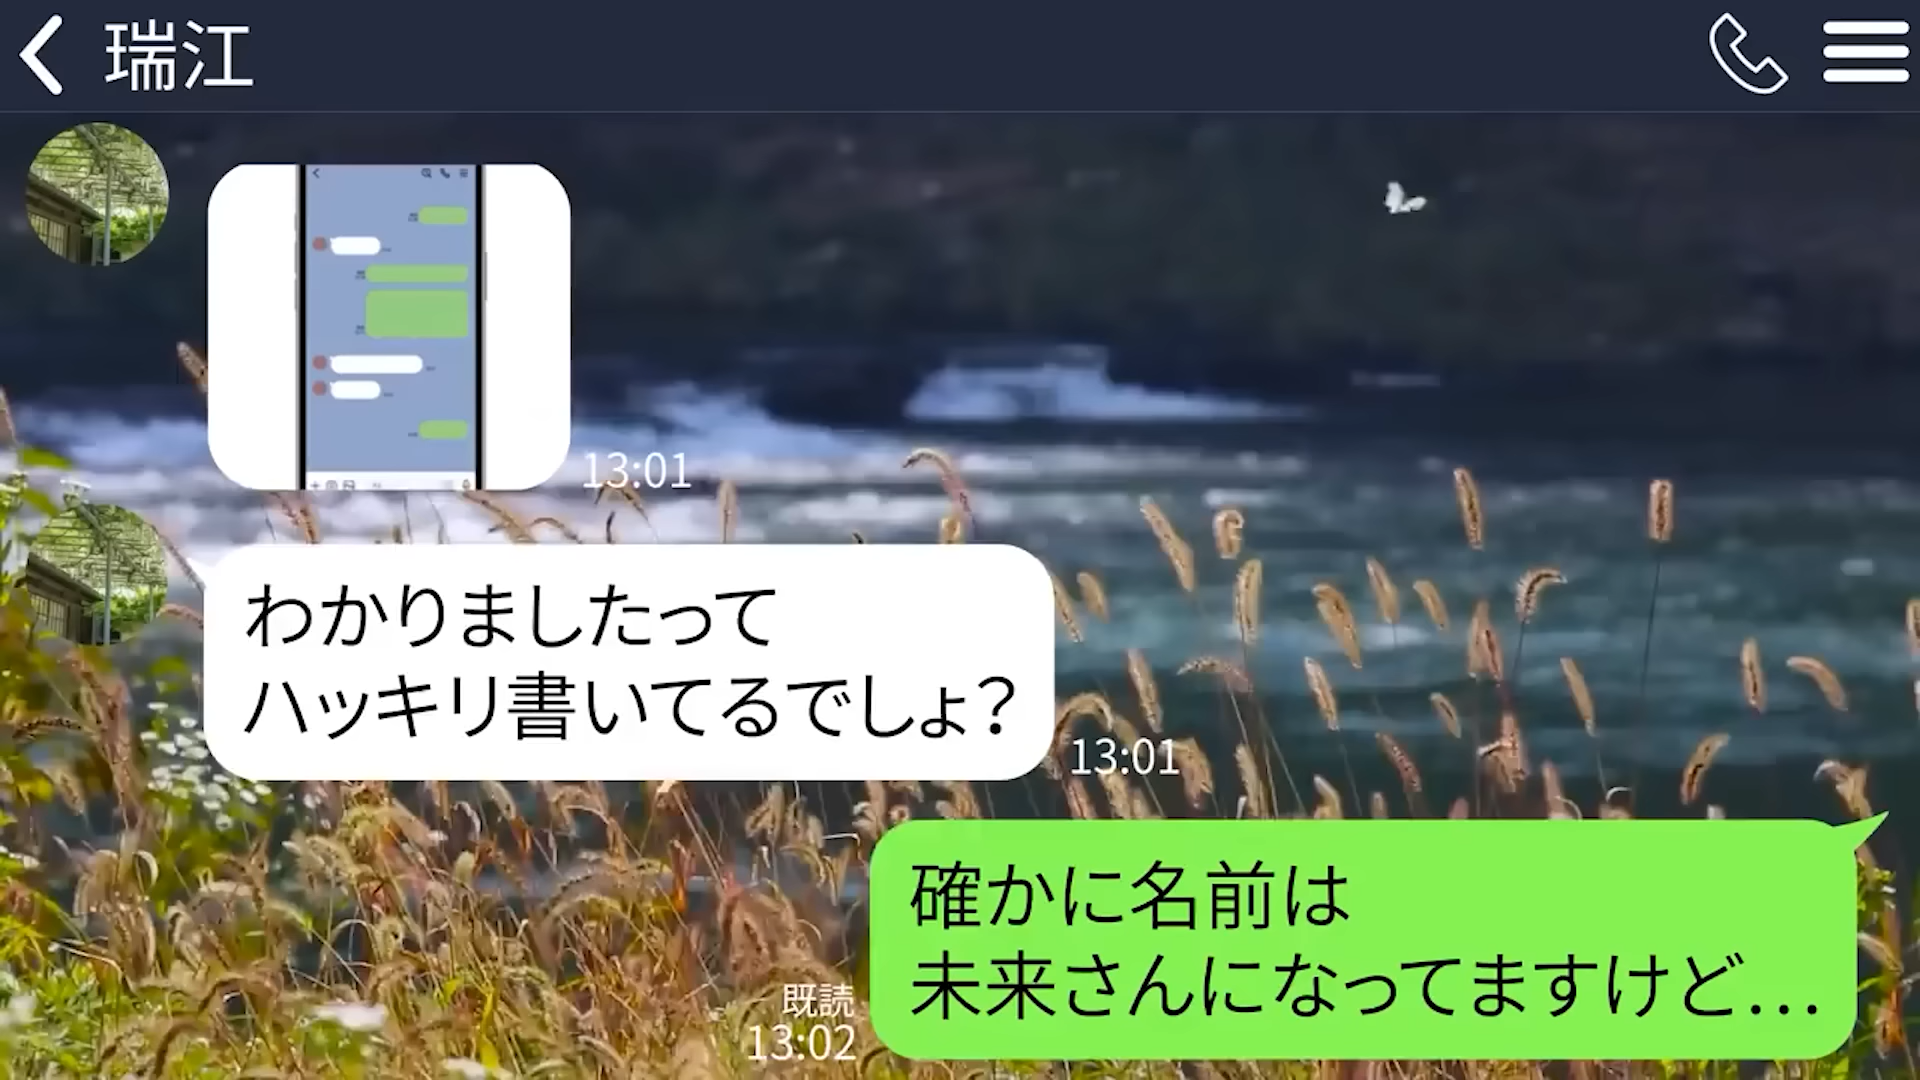 瑞江
13:01
わかりましたって
ハッキリ書いてるでしょ?
13:01
確かに名前は
未来さんになってますけど…
既読
13:02